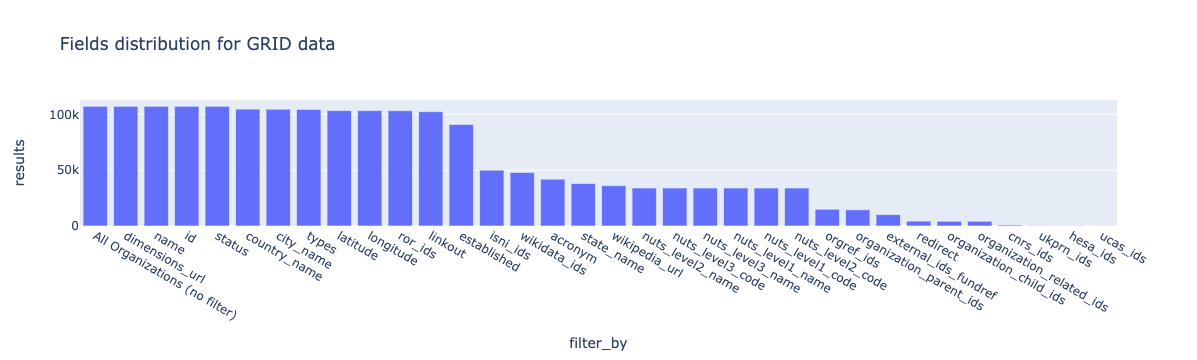 Fields distribution for GRID data
results
100k
50k
0
All Organizations (no filter)
dimensions_url
name
id
status
country_name
city_name
types
latitude
longitude
ror_ids
linkout
established
isni_ids
wikidata_ids
acronym
state_name
wikipedia_url
nuts_level2_name
nuts_level3_code
nuts_level3_name
nuts_level1_name
nuts_level1_code
nuts_level2_code
orgref_ids
organization_parent_ids
external_ids_fundref
redirect
organization_child_ids
organization_related_ids
cnrs_ids
ukprn_ids
hesa_ids
ucas_ids
filter_by